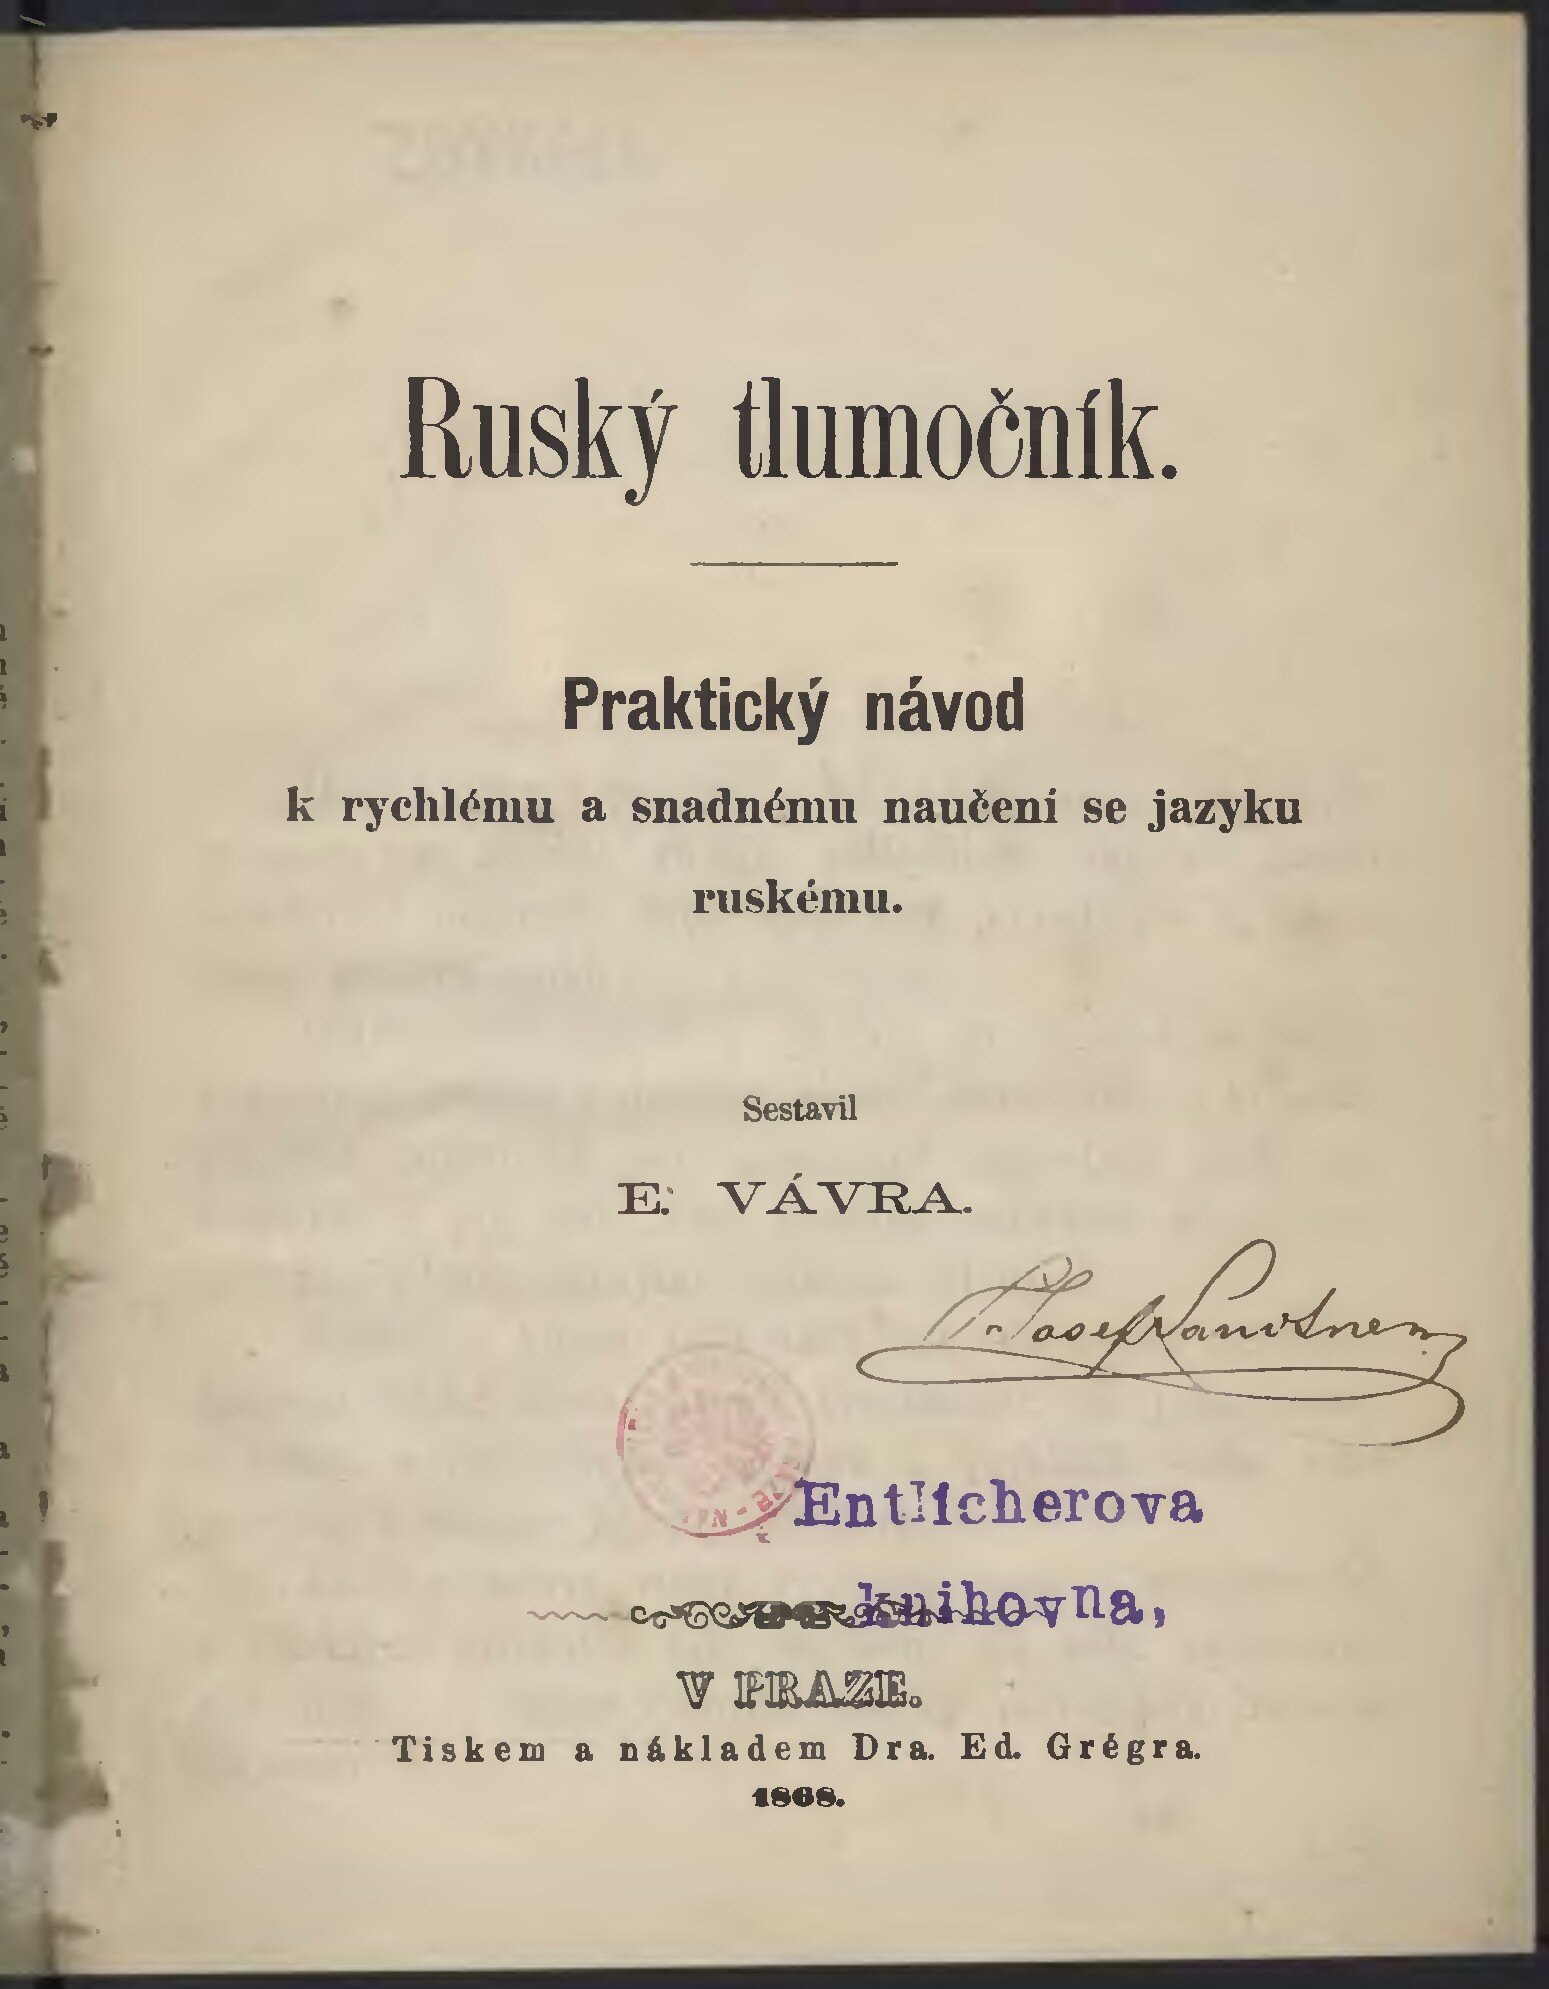 Ruský tlumočník.
Praktický návod
k rychlému a snadnému naučení se jazyku
ruskému.
Sestavil
E. VÁVRA.
Josef
Entlicherova
knihovna,
V PRAZE.
Tiskem a nákladem Dra. Ed. Grégra.
1868.